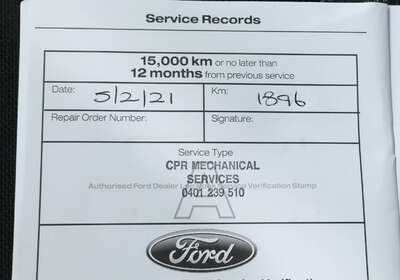 Service Records
15,000 km or no later than
12 months from previous service
Date: 5/2/21 Km: 1896
Repair Order Number: Signature:
Service Type
CPR MECHANICAL
SERVICES
Authorised Ford Dealer Service Verification Stamp
0401 239 510
A
Ford